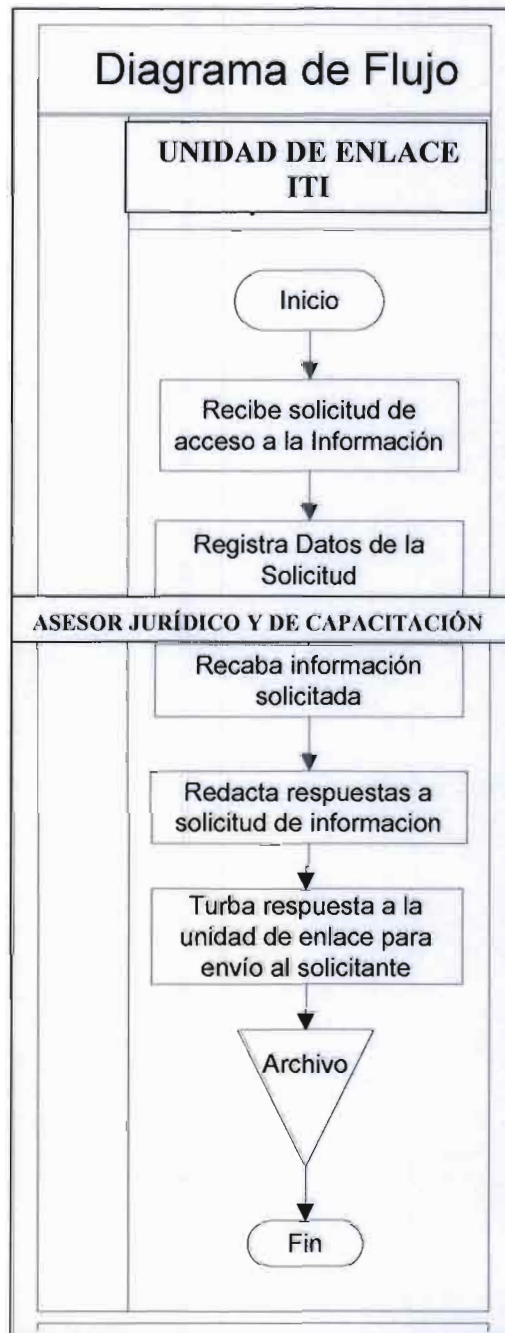 Diagrama de Flujo
UNIDAD DE ENLACE
ITI
Inicio
Recibe solicitud de
acceso a la Información
Registra Datos de la
Solicitud
ASESOR JURÍDICO Y DE CAPACITACIÓN
Recaba información
solicitada
Redacta respuestas a
solicitud de informacion
Turba respuesta a la
unidad de enlace para
envío al solicitante
Archivo
Fin